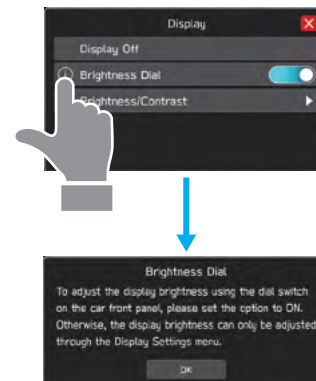 Display
Display Off
Brightness Dial
Brightness/Contrast
Brightness Dial
To adjust the display brightness using the dial switch
on the car front panel, please set the option to ON.
Otherwise, the display brightness can only be adjusted
through the Display Settings menu.
OK